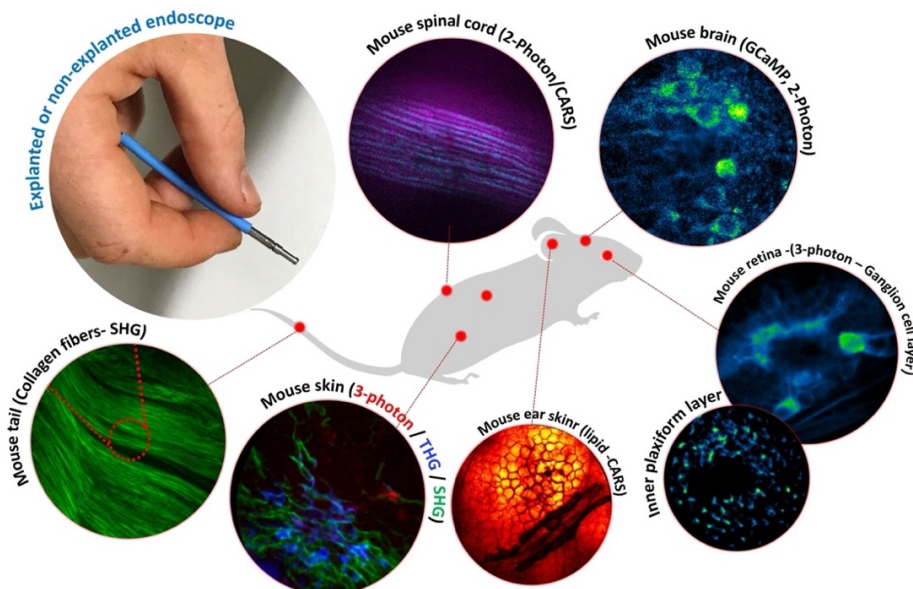 Explanted or non-explanted endoscope
Mouse spinal cord (2-Photon/CARS)
Mouse brain (GCaMP, 2-Photon)
Mouse retina -(3-photon – Ganglion cell
layer)
Inner plaxiform layer
Mouse ear skinr (lipid -CARS)
Mouse skin (3-photon / THG / SHG)
Mouse tail (Collagen fibers- SHG)